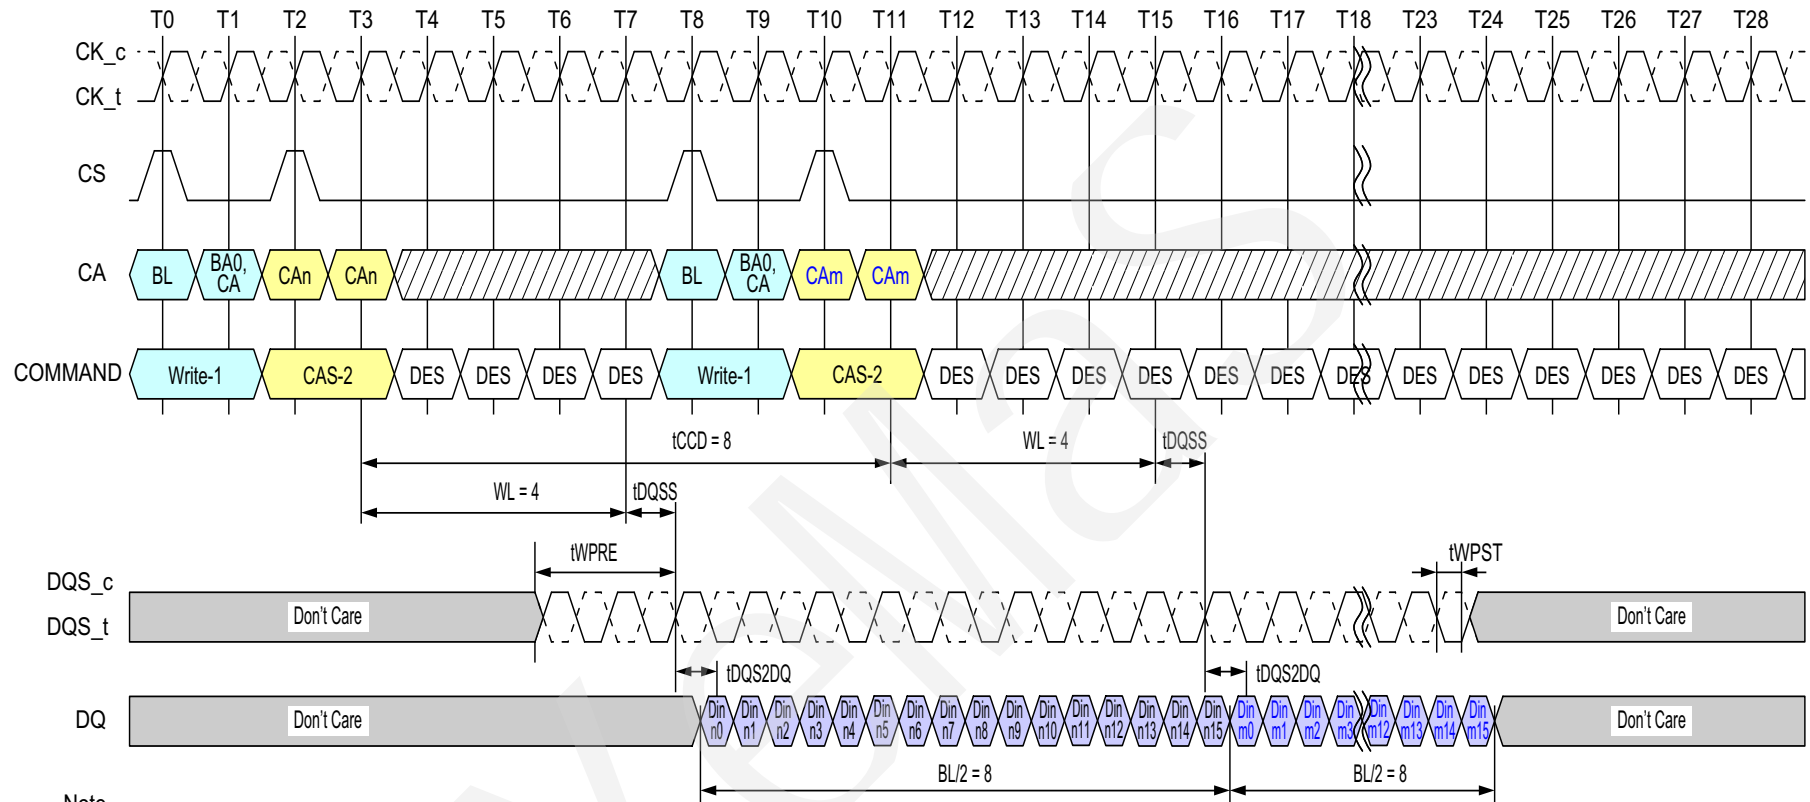 T0 T1 T2 T3 T4 T5 T6 T7 T8 T9 T10 T11 T12 T13 T14 T15 T16 T17 T18 T23 T24 T25 T26 T27 T28
CK_c
CK_t
CS
CA BL BA0, CA CAn CAn BL BA0, CA CAm CAm
COMMAND Write-1 CAS-2 DES DES DES DES Write-1 CAS-2 DES DES DES DES DES DES DES DES DES DES DES DES DES
tCCD = 8 WL = 4 tDQSS
WL = 4 tDQSS
tWPRE tWPST
DQS_c
DQS_t Don't Care Don't Care
tDQS2DQ tDQS2DQ
DQ Don't Care Din n0 Din n1 Din n2 Din n3 Din n4 Din n5 Din n6 Din n7 Din n8 Din n9 Din n10 Din n11 Din n12 Din n13 Din n14 Din n15 Din m0 Din m1 Din m2 Din m3 Din m12 Din m13 Din m14 Din m15 Don't Care
BL/2 = 8 BL/2 = 8